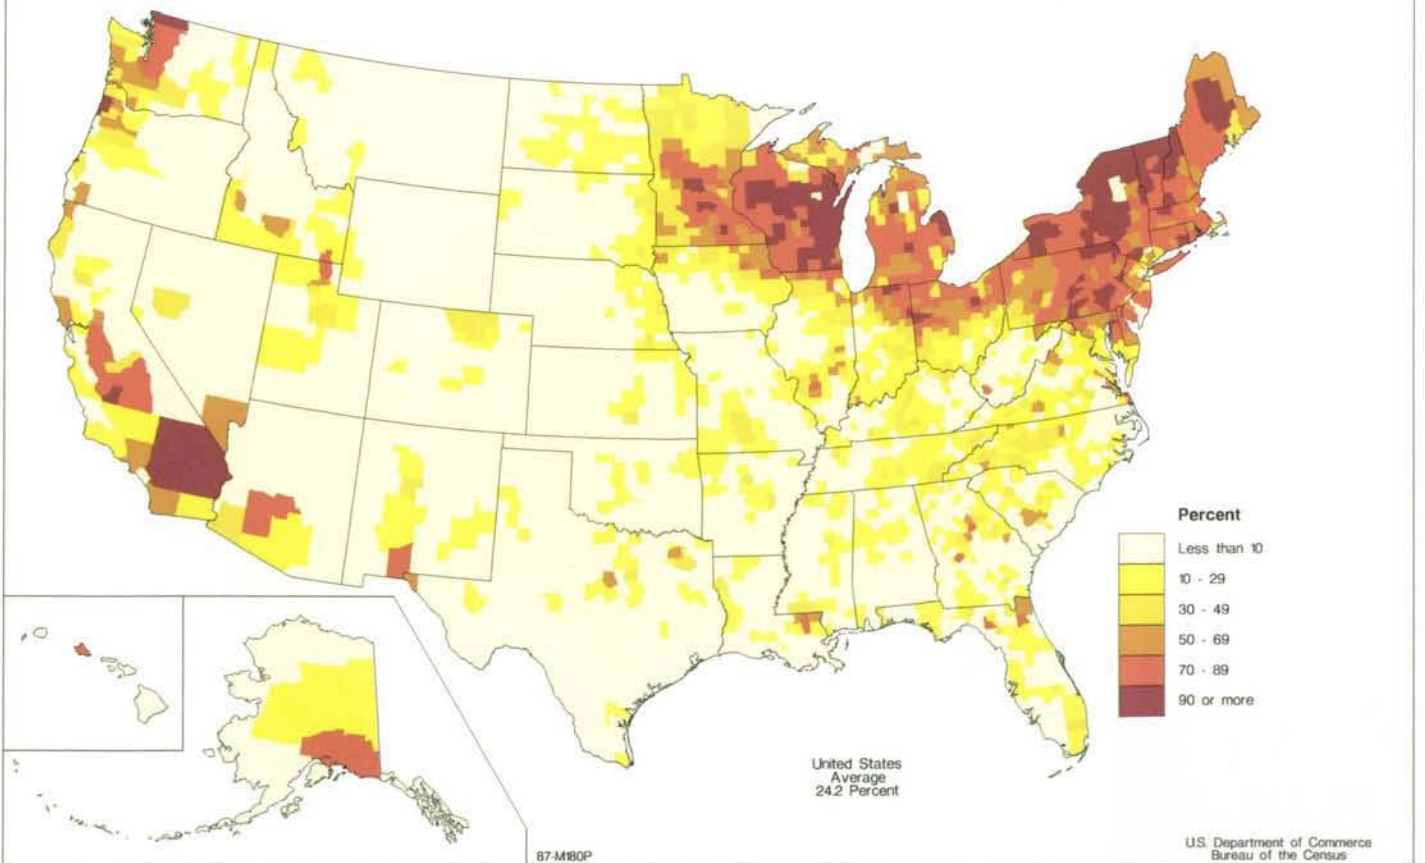 Percent
Less than 10
10 - 29
30 - 49
50 - 69
70 - 89
90 or more
United States
Average
24.2 Percent
87-M180P
U.S. Department of Commerce
Bureau of the Census